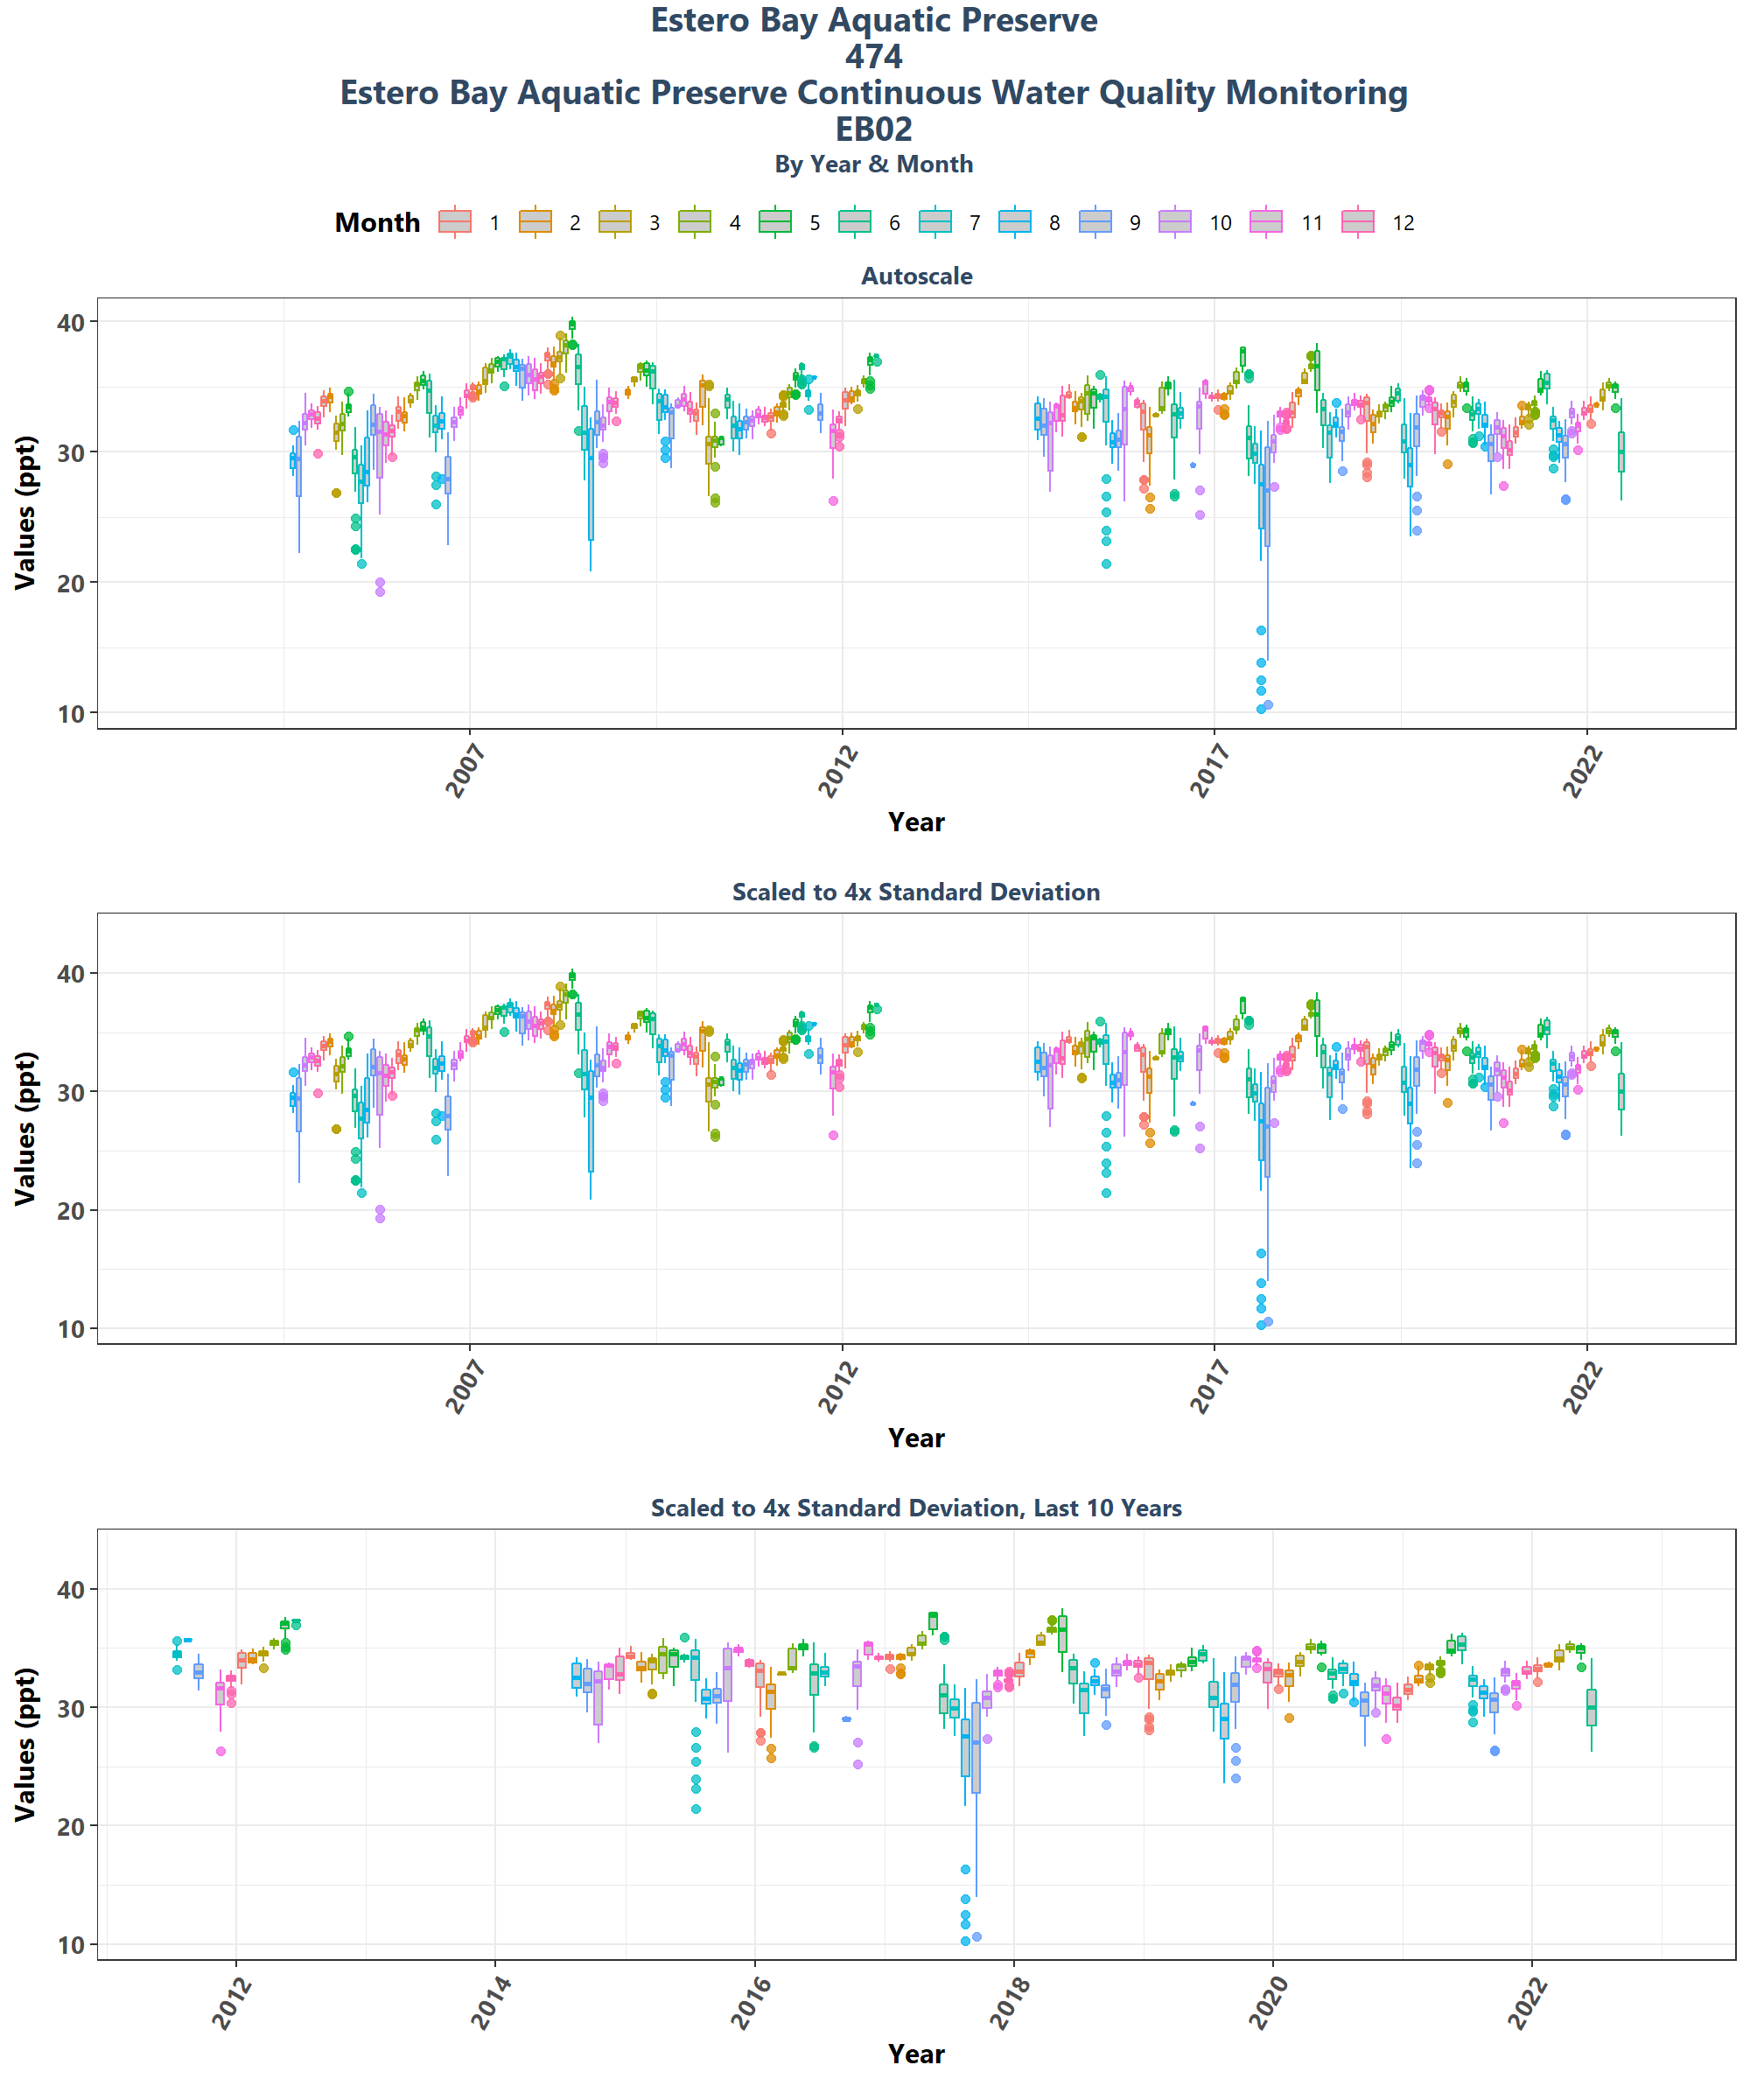 Estero Bay Aquatic Preserve
474
Estero Bay Aquatic Preserve Continuous Water Quality Monitoring
EB02
By Year & Month
Month 1 2 3 4 5 6 7 8 9 10 11 12
Autoscale
Values (ppt)
40
30
20
10
2007 2012 2017 2022
Year
Scaled to 4x Standard Deviation
Values (ppt)
40
30
20
10
2007 2012 2017 2022
Year
Scaled to 4x Standard Deviation, Last 10 Years
Values (ppt)
40
30
20
10
2012 2014 2016 2018 2020 2022
Year